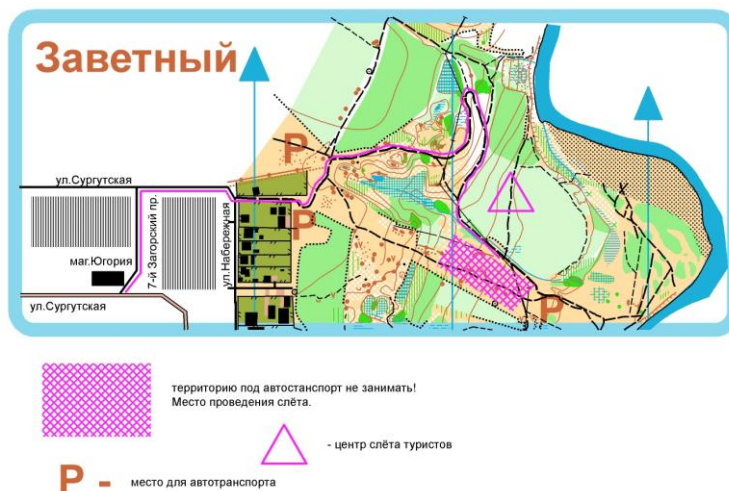 Заветный
P
ул.Сургутская
7-й Загорский пр.
ул.Набережная
P
маг.Югория
ул.Сургутская
P
территорию под автостанспорт не занимать!
Место проведения слёта.
- центр слёта туристов
P - место для автотранспорта